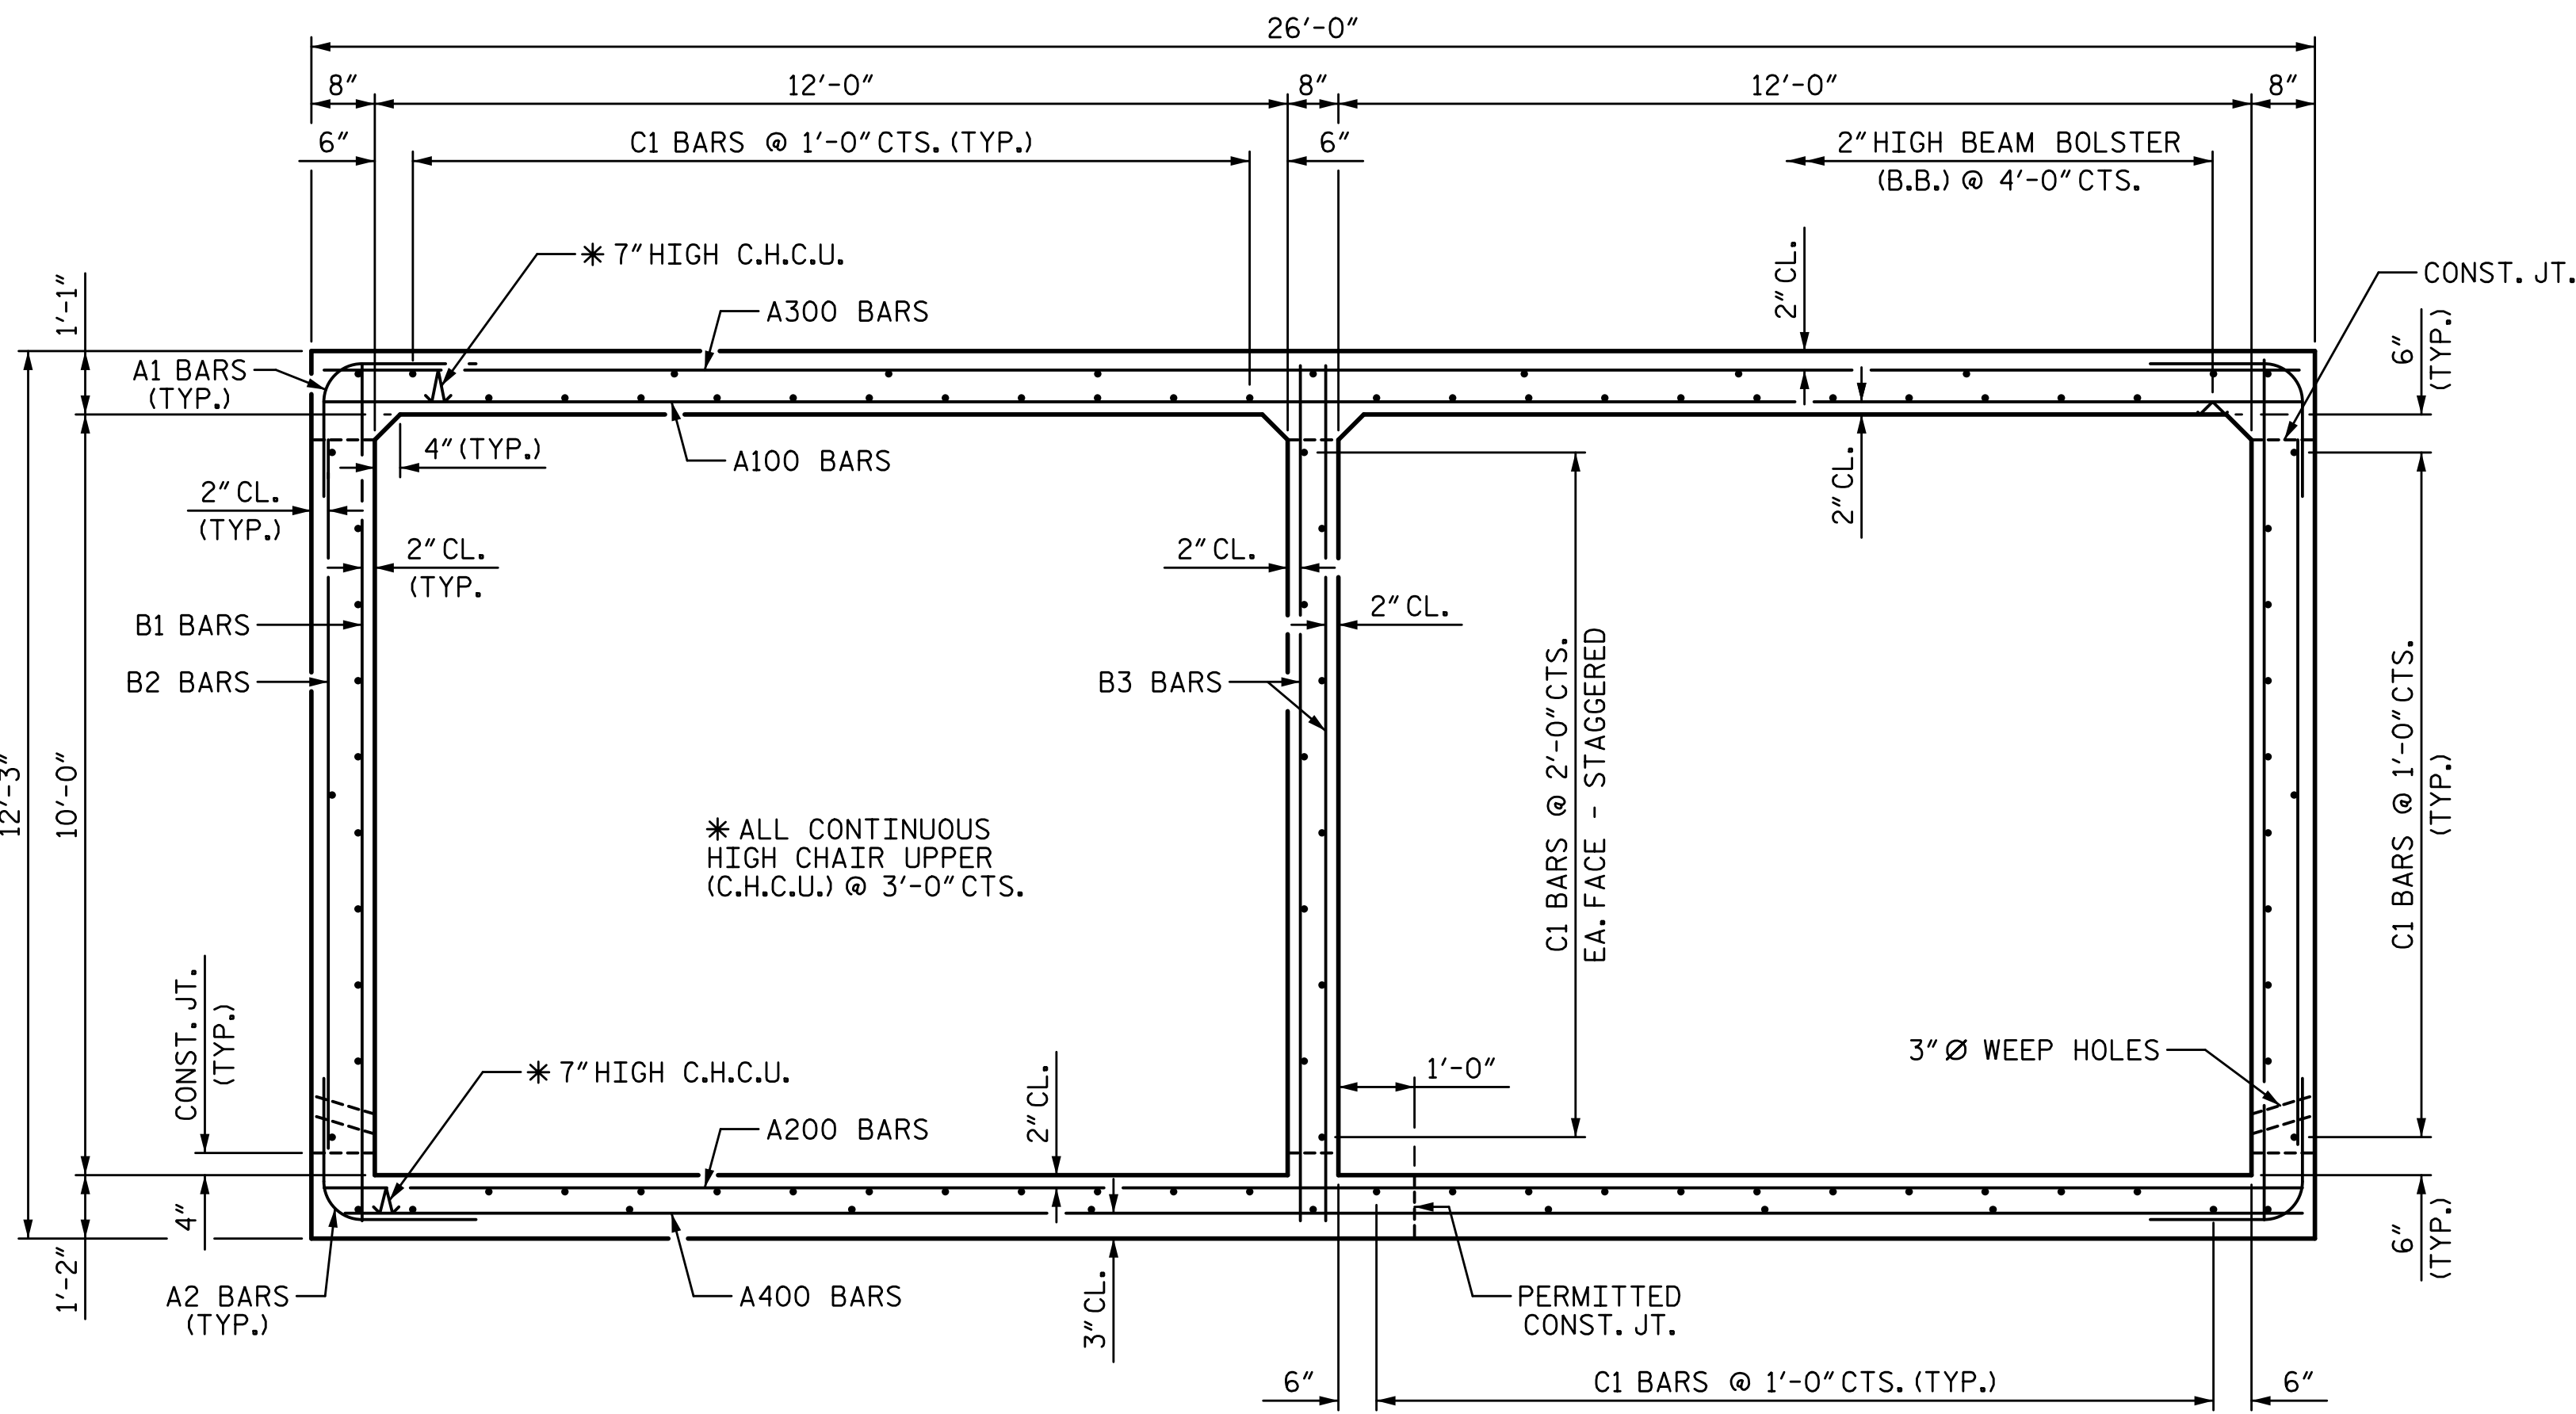 26'-0"
8" 12'-0" 8" 12'-0" 8"
6" C1 BARS @ 1'-0" CTS. (TYP.) 6" 2" HIGH BEAM BOLSTER
(B.B.) @ 4'-0" CTS.
✳ 7" HIGH C.H.C.U.
2" CL.
CONST. JT.
1'-1"
A300 BARS
6"
(TYP.)
A1 BARS
(TYP.)
4" (TYP.)
A100 BARS
2" CL.
2" CL.
(TYP.)
2" CL.
(TYP.
2" CL.
2" CL.
B1 BARS
B2 BARS
B3 BARS
C1 BARS @ 2'-0" CTS.
EA. FACE - STAGGERED
C1 BARS @ 1'-0" CTS.
(TYP.)
12'-3"
10'-0"
✳ ALL CONTINUOUS
HIGH CHAIR UPPER
(C.H.C.U.) @ 3'-0" CTS.
CONST. JT.
(TYP.)
3" Ø WEEP HOLES
✳ 7" HIGH C.H.C.U.
2" CL.
1'-0"
A200 BARS
4"
1'-2"
6"
(TYP.)
A2 BARS
(TYP.)
A400 BARS
3" CL.
PERMITTED
CONST. JT.
6" C1 BARS @ 1'-0" CTS. (TYP.) 6"